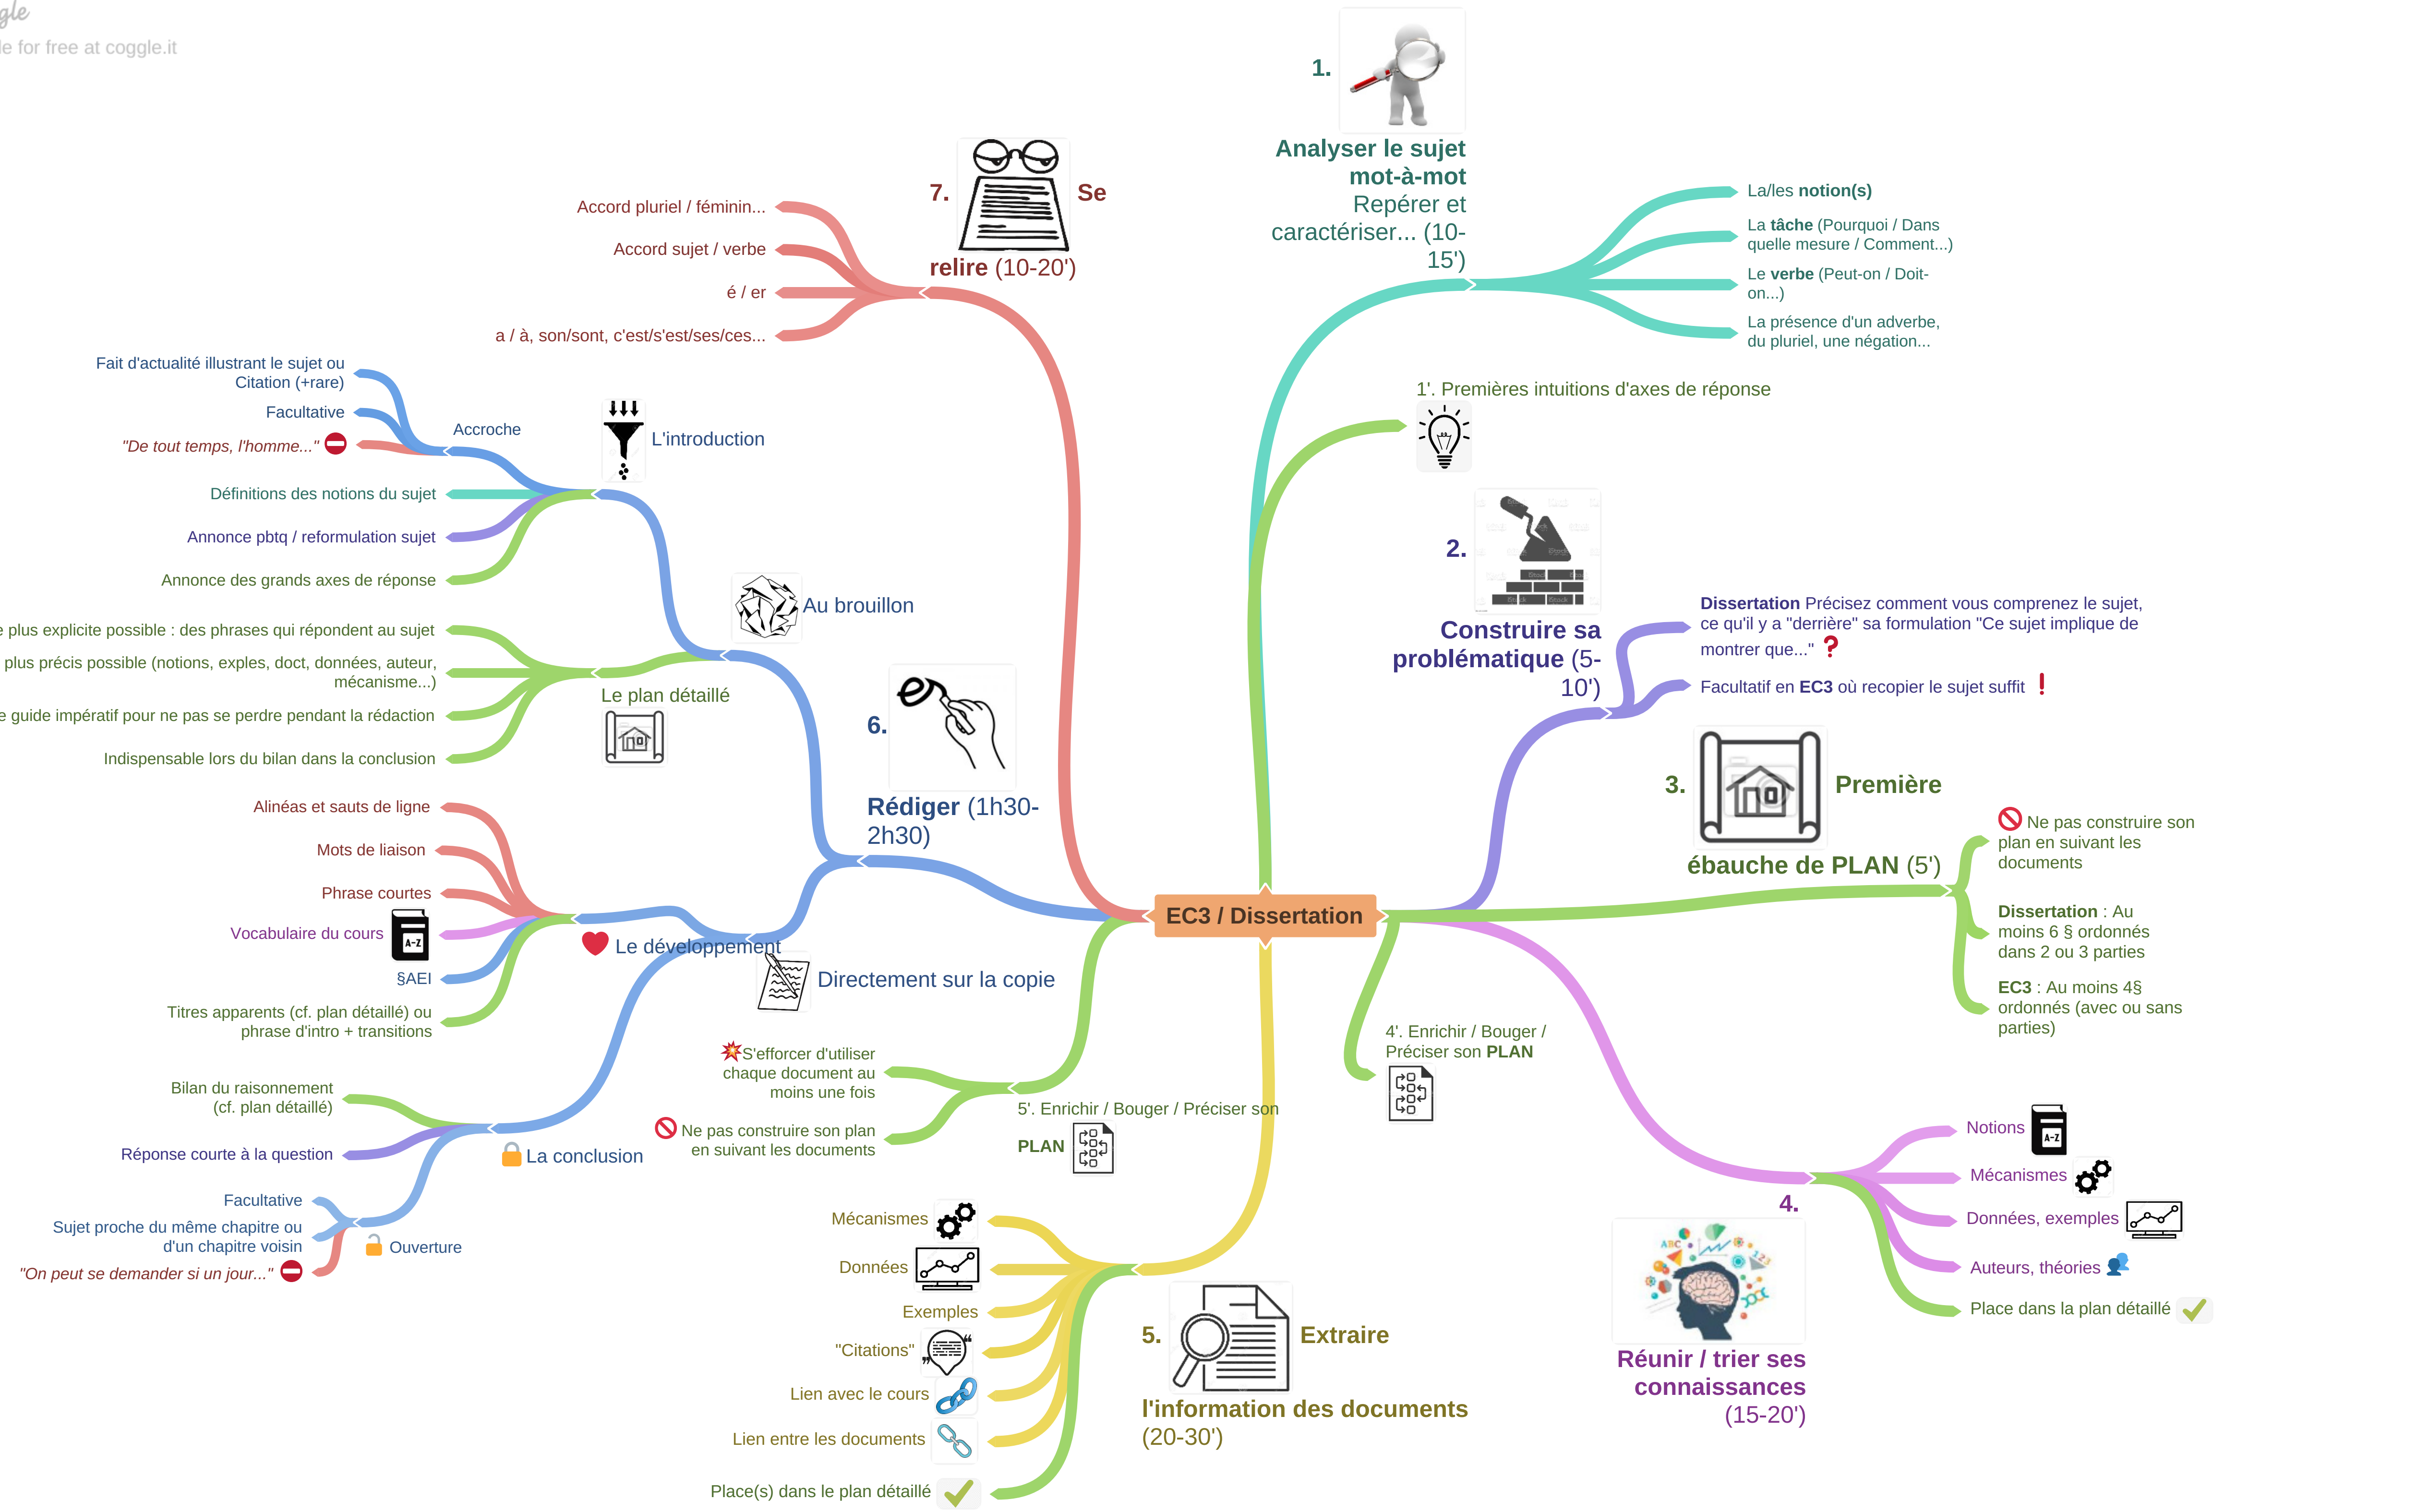 gle
le for free at coggle.it
EC3 / Dissertation
1.
Analyser le sujet
mot-à-mot
Repérer et
caractériser... (10-
15')
La/les notion(s)
La tâche (Pourquoi / Dans
quelle mesure / Comment...)
Le verbe (Peut-on / Doit-
on...)
La présence d'un adverbe,
du pluriel, une négation...
1'. Premières intuitions d'axes de réponse
2.
Construire sa
problématique (5-
10')
Dissertation Précisez comment vous comprenez le sujet,
ce qu'il y a "derrière" sa formulation "Ce sujet implique de
montrer que..." ❓
Facultatif en EC3 où recopier le sujet suffit ❗
3. Première
ébauche de PLAN (5')
🚫 Ne pas construire son
plan en suivant les
documents
Dissertation : Au
moins 6 § ordonnés
dans 2 ou 3 parties
EC3 : Au moins 4§
ordonnés (avec ou sans
parties)
4'. Enrichir / Bouger /
Préciser son PLAN
4.
ABC
123
Réunir / trier ses
connaissances
(15-20')
Notions
A-Z
Mécanismes
Données, exemples
Auteurs, théories 👥
Place dans la plan détaillé
5. Extraire
l'information des documents
(20-30')
Mécanismes
Données
Exemples
"Citations"
Lien avec le cours
Lien entre les documents
Place(s) dans le plan détaillé
5'. Enrichir / Bouger / Préciser son
PLAN
💥S'efforcer d'utiliser
chaque document au
moins une fois
🚫 Ne pas construire son plan
en suivant les documents
6.
Rédiger (1h30-
2h30)
Au brouillon
L'introduction
Accroche
Fait d'actualité illustrant le sujet ou
Citation (+rare)
Facultative
"De tout temps, l'homme..." ⛔
Définitions des notions du sujet
Annonce pbtq / reformulation sujet
Annonce des grands axes de réponse
Le plan détaillé
e plus explicite possible : des phrases qui répondent au sujet
plus précis possible (notions, exples, doct, données, auteur,
mécanisme...)
e guide impératif pour ne pas se perdre pendant la rédaction
Indispensable lors du bilan dans la conclusion
Directement sur la copie
❤️ Le développement
Alinéas et sauts de ligne
Mots de liaison
Phrase courtes
Vocabulaire du cours
A-Z
§AEI
Titres apparents (cf. plan détaillé) ou
phrase d'intro + transitions
🔒 La conclusion
Bilan du raisonnement
(cf. plan détaillé)
Réponse courte à la question
🔓 Ouverture
Facultative
Sujet proche du même chapitre ou
d'un chapitre voisin
"On peut se demander si un jour..." ⛔
7. Se
relire (10-20')
Accord pluriel / féminin...
Accord sujet / verbe
é / er
a / à, son/sont, c'est/s'est/ses/ces...